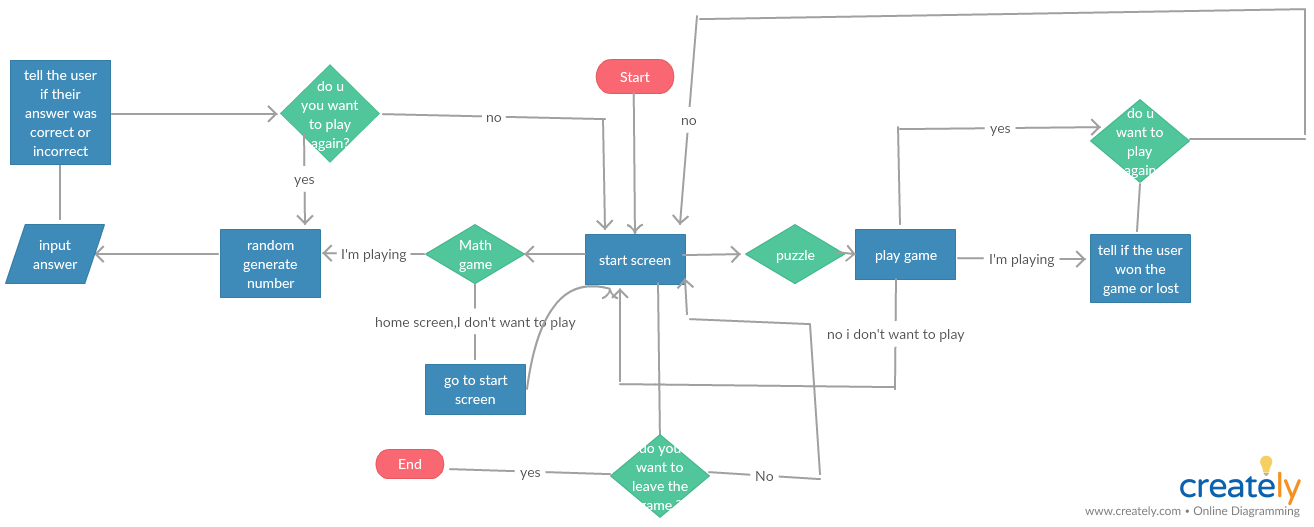 tell the user
if their
answer was
correct or
incorrect
do u
you want
to play
again?
no
Start
no
yes
do u
want to
play
again
yes
input
answer
random
generate
number
I'm playing
Math
game
start screen
puzzle
play game
I'm playing
tell if the user
won the
game or lost
home screen,I don't want to play
no i don't want to play
go to start
screen
End
yes
do you
want to
leave the
game ?
No
creately
www.creately.com • Online Diagramming